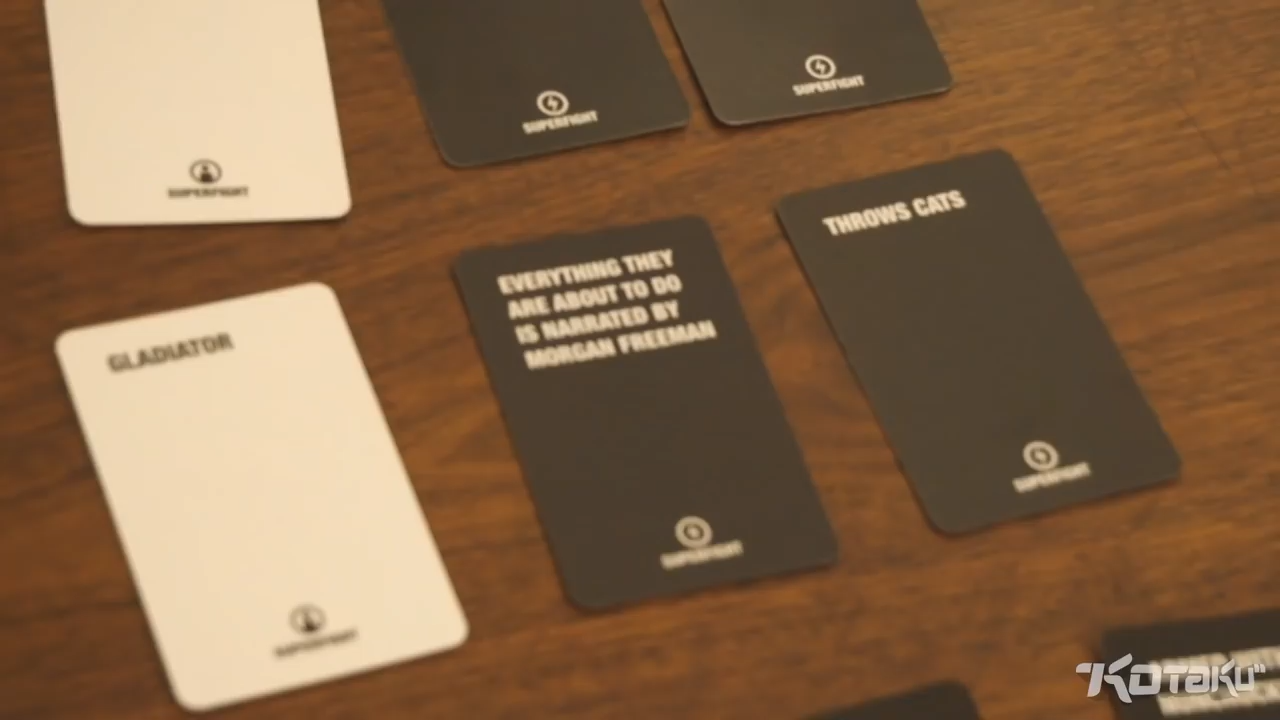 SUPERFIGHT
SUPERFIGHT
SUPERFIGHT
GLADIATOR
SUPERFIGHT
EVERYTHING THEY
ARE ABOUT TO DO
IS NARRATED BY
MORGAN FREEMAN
SUPERFIGHT
THROWS CATS
SUPERFIGHT
KOTAKU